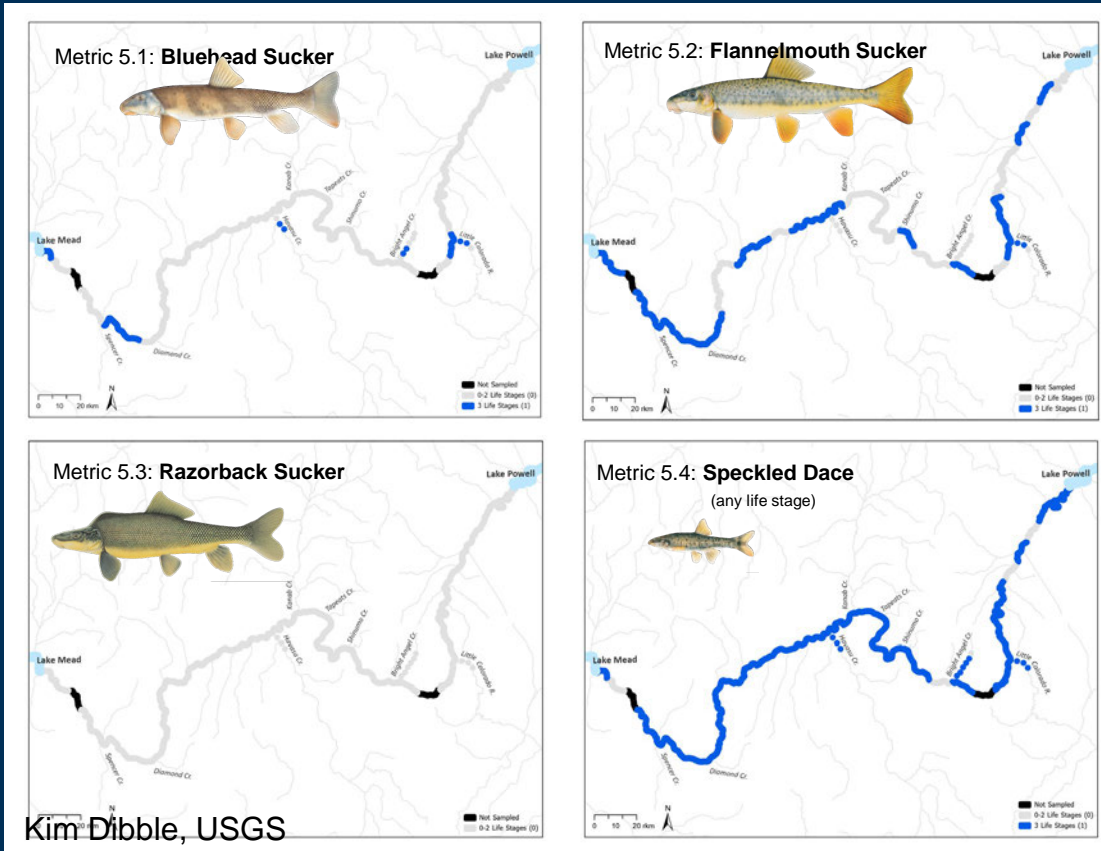 Metric 5.1: Bluehead Sucker
Lake Powell
Kanab Cr.
Tapeats Cr.
Shinumo Cr.
Havasu Cr.
Bright Angel Cr.
Little Colorado R.
Lake Mead
Spencer Cr.
Diamond Cr.
N
0 10 20 rkm
Not Sampled
0-2 Life Stages (0)
3 Life Stages (1)
Metric 5.2: Flannelmouth Sucker
Lake Powell
Kanab Cr.
Tapeats Cr.
Shinumo Cr.
Havasu Cr.
Bright Angel Cr.
Little Colorado R.
Lake Mead
Spencer Cr.
Diamond Cr.
N
0 10 20 rkm
Not Sampled
0-2 Life Stages (0)
3 Life Stages (1)
Metric 5.3: Razorback Sucker
Lake Powell
Kanab Cr.
Tapeats Cr.
Shinumo Cr.
Havasu Cr.
Bright Angel Cr.
Little Colorado R.
Lake Mead
Spencer Cr.
Diamond Cr.
N
20 rkm
Not Sampled
0-2 Life Stages (0)
Kim Dibble, USGS
Metric 5.4: Speckled Dace
(any life stage)
Lake Powell
Kanab Cr.
Tapeats Cr.
Shinumo Cr.
Havasu Cr.
Bright Angel Cr.
Little Colorado R.
Lake Mead
Spencer Cr.
Diamond Cr.
N
0 10 20 rkm
Not Sampled
0-2 Life Stages (0)
3 Life Stages (1)